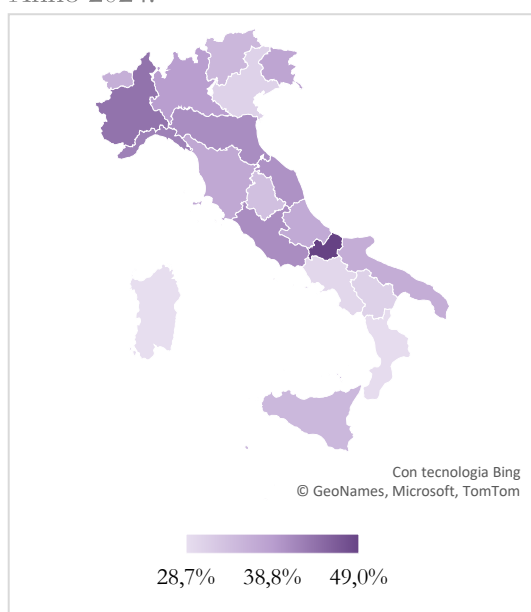 Anno 2024.
Con tecnologia Bing
© GeoNames, Microsoft, TomTom
28,7% 38,8% 49,0%